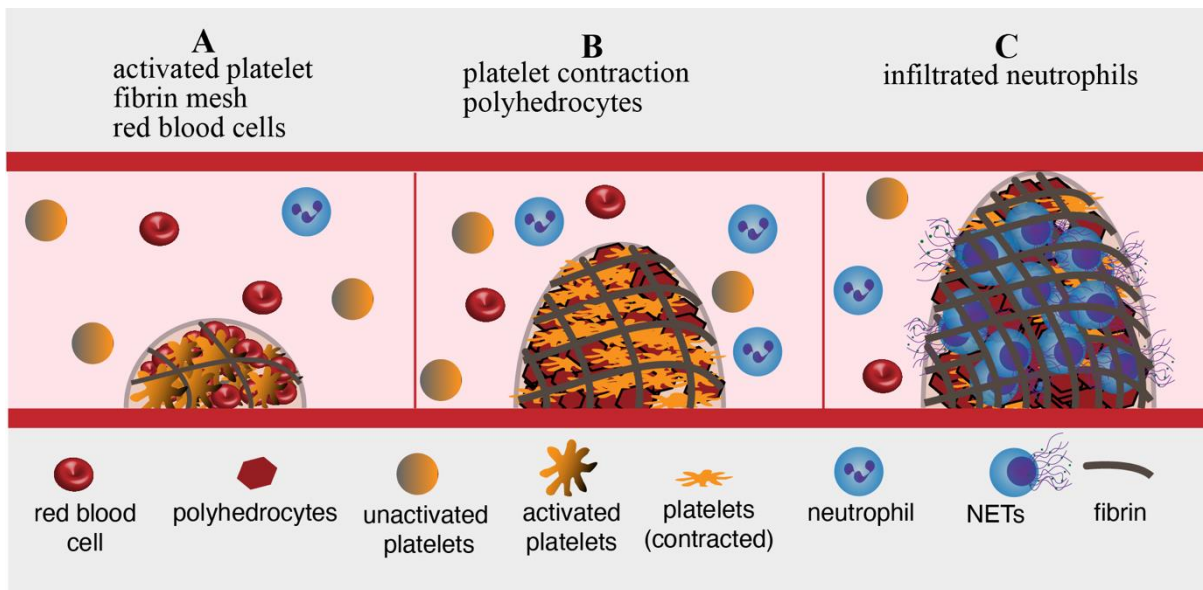 A
activated platelet
fibrin mesh
red blood cells
B
platelet contraction
polyhedrocytes
C
infiltrated neutrophils
red blood
cell
polyhedrocytes
unactivated
platelets
activated
platelets
platelets
(contracted)
neutrophil
NETs
fibrin